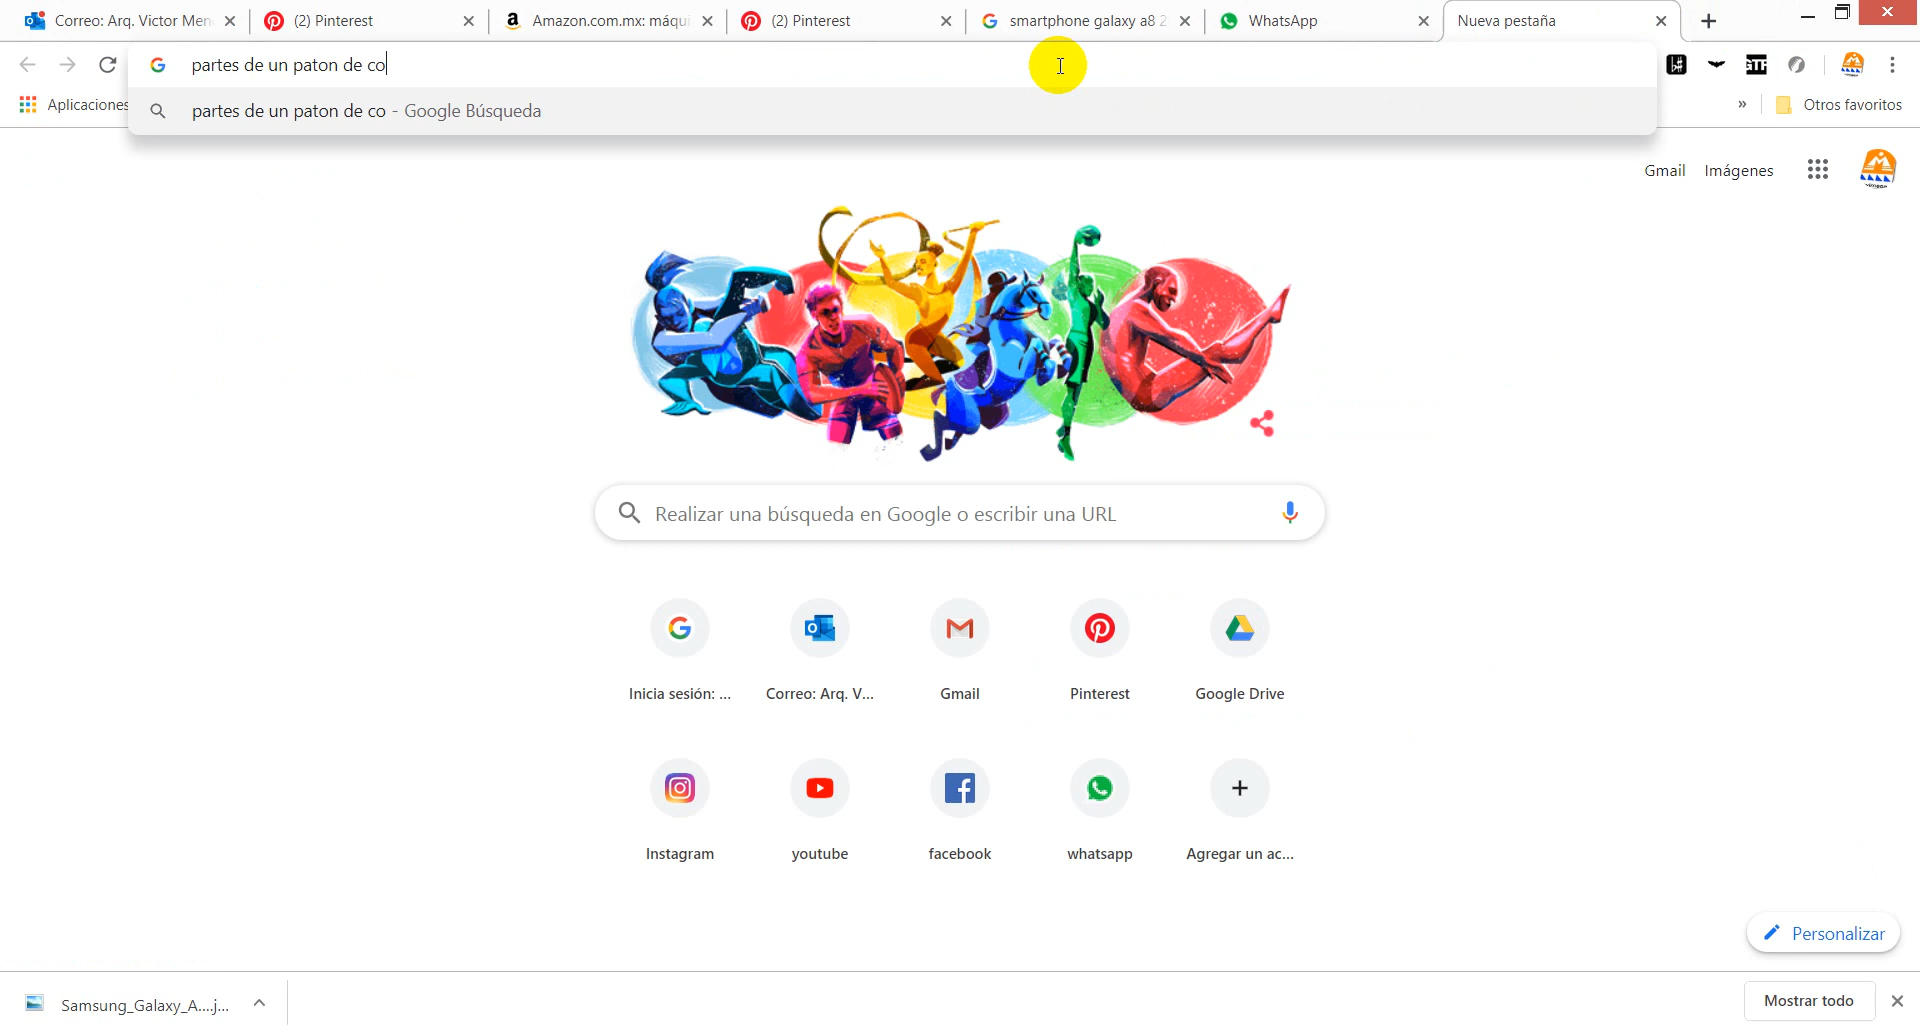 Correo: Arq. Victor Men
(2) Pinterest
Amazon.com.mx: máqui
(2) Pinterest
smartphone galaxy a8 2
WhatsApp
Nueva pestaña
partes de un paton de co
GTF
Aplicaciones
partes de un paton de co - Google Búsqueda
» Otros favoritos
Gmail Imágenes
Realizar una búsqueda en Google o escribir una URL
Inicia sesión: ...
Correo: Arq. V...
Gmail
Pinterest
Google Drive
Instagram
youtube
facebook
whatsapp
Agregar un ac...
Personalizar
Samsung_Galaxy_A....j...
Mostrar todo